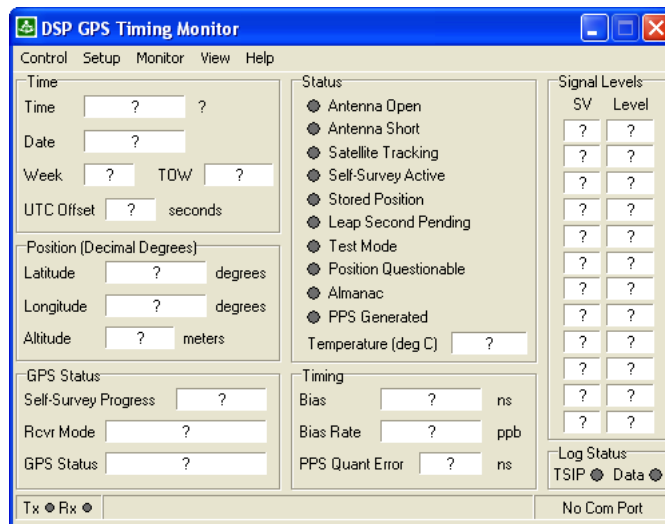 DSP GPS Timing Monitor
Control Setup Monitor View Help
Time
Time ? ?
Date ?
Week ? TOW ?
UTC Offset ? seconds
Position (Decimal Degrees)
Latitude ? degrees
Longitude ? degrees
Altitude ? meters
GPS Status
Self-Survey Progress ?
Rcvr Mode ?
GPS Status ?
Status
Antenna Open
Antenna Short
Satellite Tracking
Self-Survey Active
Stored Position
Leap Second Pending
Test Mode
Position Questionable
Almanac
PPS Generated
Temperature (deg C) ?
Timing
Bias ? ns
Bias Rate ? ppb
PPS Quant Error ? ns
Signal Levels
SV Level
? ?
? ?
? ?
? ?
? ?
? ?
? ?
? ?
? ?
? ?
? ?
? ?
Log Status
TSIP Data
Tx Rx
No Com Port